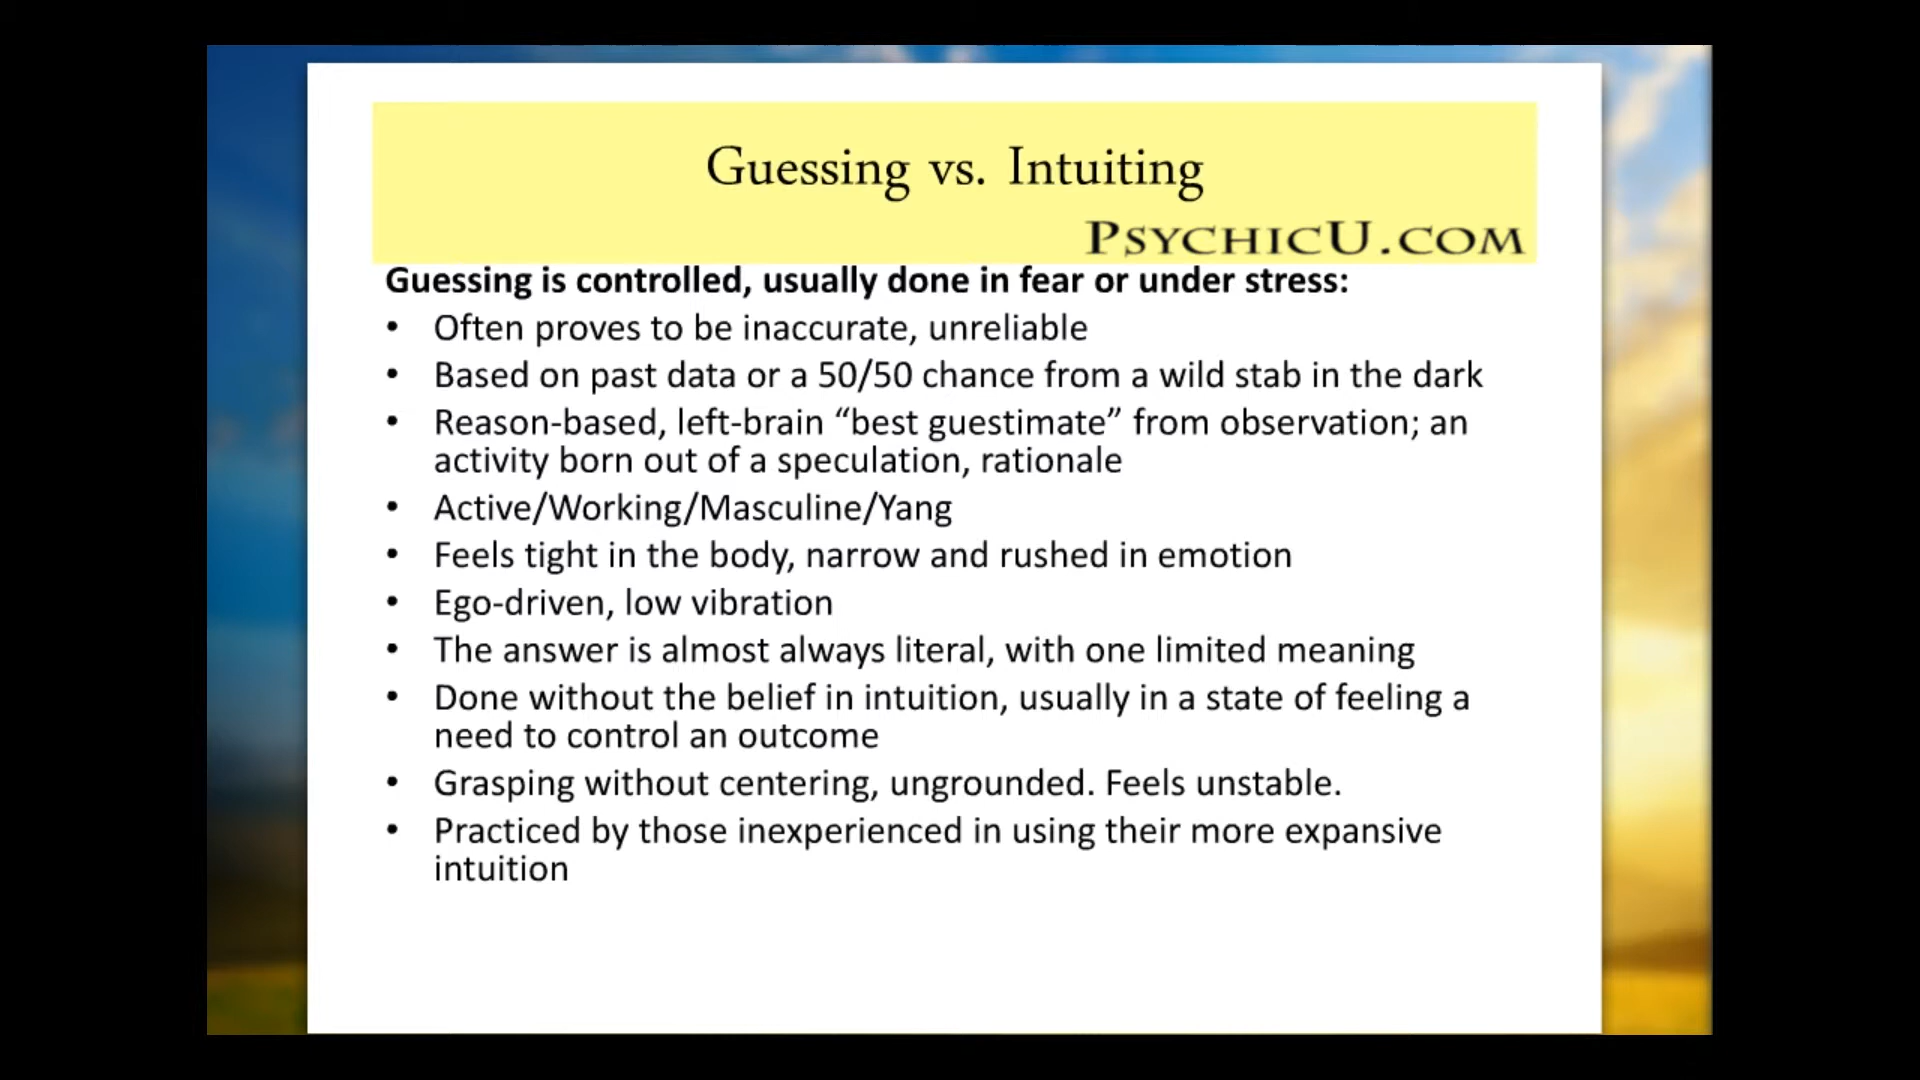 Guessing vs. Intuiting
PSYCHICU.COM
Guessing is controlled, usually done in fear or under stress:
• Often proves to be inaccurate, unreliable
• Based on past data or a 50/50 chance from a wild stab in the dark
• Reason-based, left-brain “best guestimate” from observation; an
activity born out of a speculation, rationale
• Active/Working/Masculine/Yang
• Feels tight in the body, narrow and rushed in emotion
• Ego-driven, low vibration
• The answer is almost always literal, with one limited meaning
• Done without the belief in intuition, usually in a state of feeling a
need to control an outcome
• Grasping without centering, ungrounded. Feels unstable.
• Practiced by those inexperienced in using their more expansive
intuition